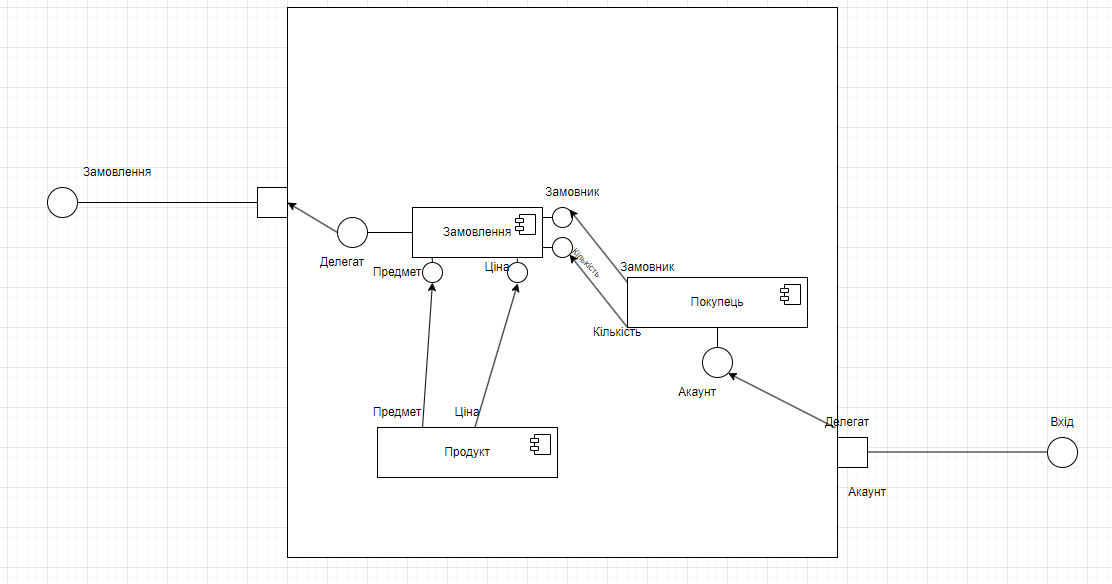 Замовлення
Замовник
Замовлення
Кількість
Делегат
Предмет
Ціна
Замовник
Покупець
Кількість
Акаунт
Предмет
Ціна
Делегат
Вхід
Продукт
Акаунт